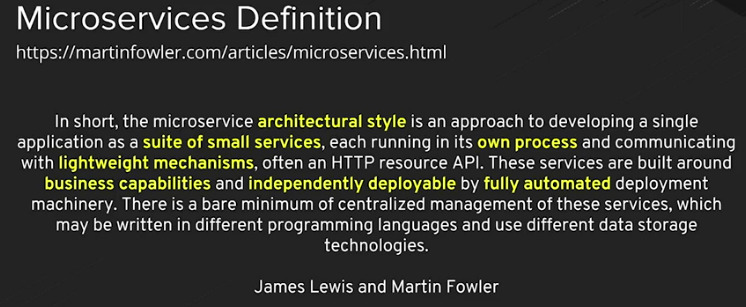 Microservices Definition
https://martinfowler.com/articles/microservices.html
In short, the microservice architectural style is an approach to developing a single
application as a suite of small services, each running in its own process and communicating
with lightweight mechanisms, often an HTTP resource API. These services are built around
business capabilities and independently deployable by fully automated deployment
machinery. There is a bare minimum of centralized management of these services, which
may be written in different programming languages and use different data storage
technologies.
James Lewis and Martin Fowler